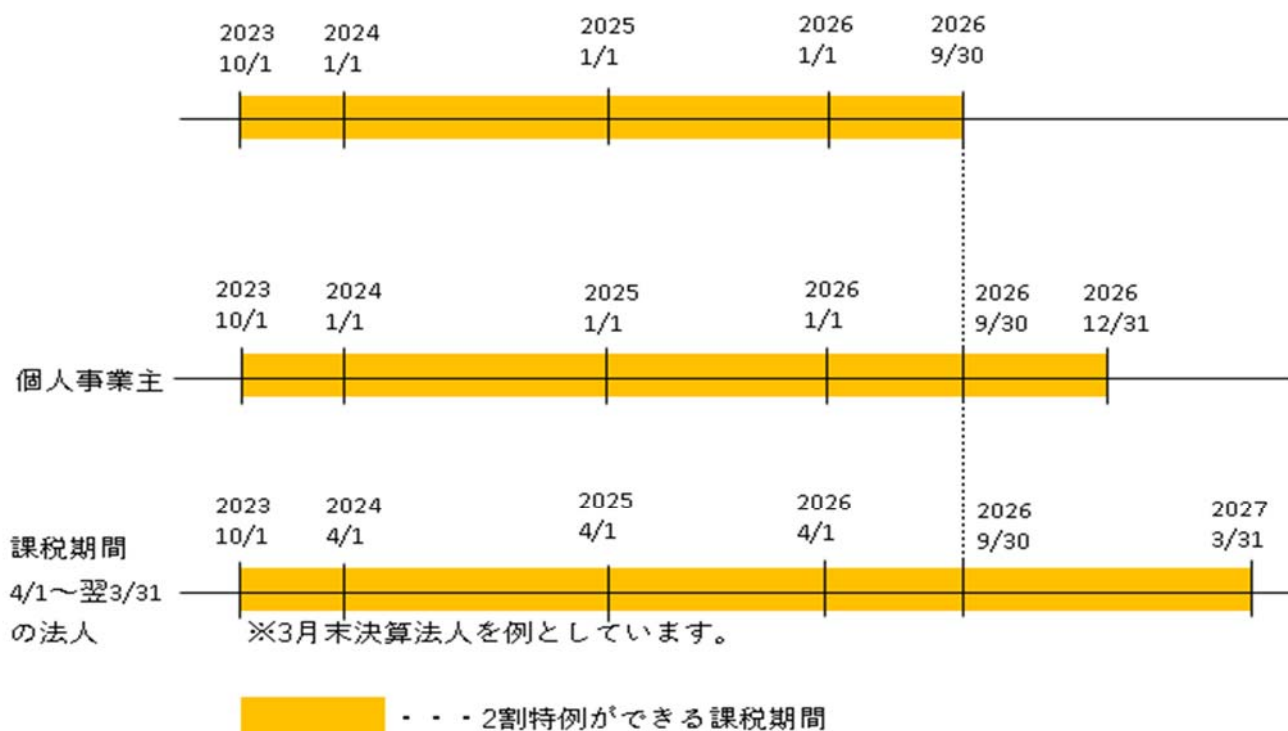 2023 2024 2025 2026 2026
10/1 1/1 1/1 1/1 9/30
2023 2024 2025 2026 2026 2026
10/1 1/1 1/1 1/1 9/30 12/31
個人事業主
2023 2024 2025 2026 2026 2027
10/1 4/1 4/1 4/1 9/30 3/31
課税期間
4/1～翌3/31
の法人
※3月末決算法人を例としています。
・・・2割特例ができる課税期間